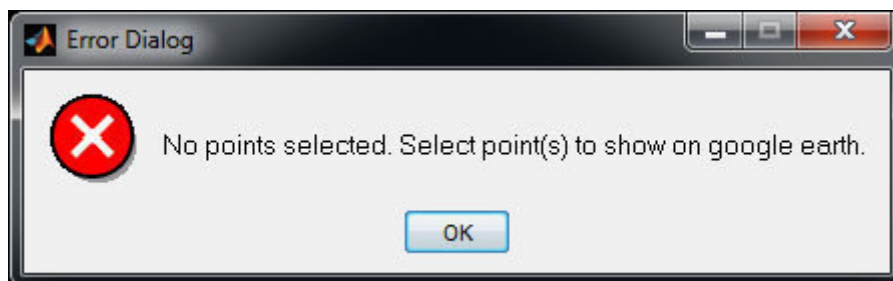 Error Dialog
No points selected. Select point(s) to show on google earth.
OK